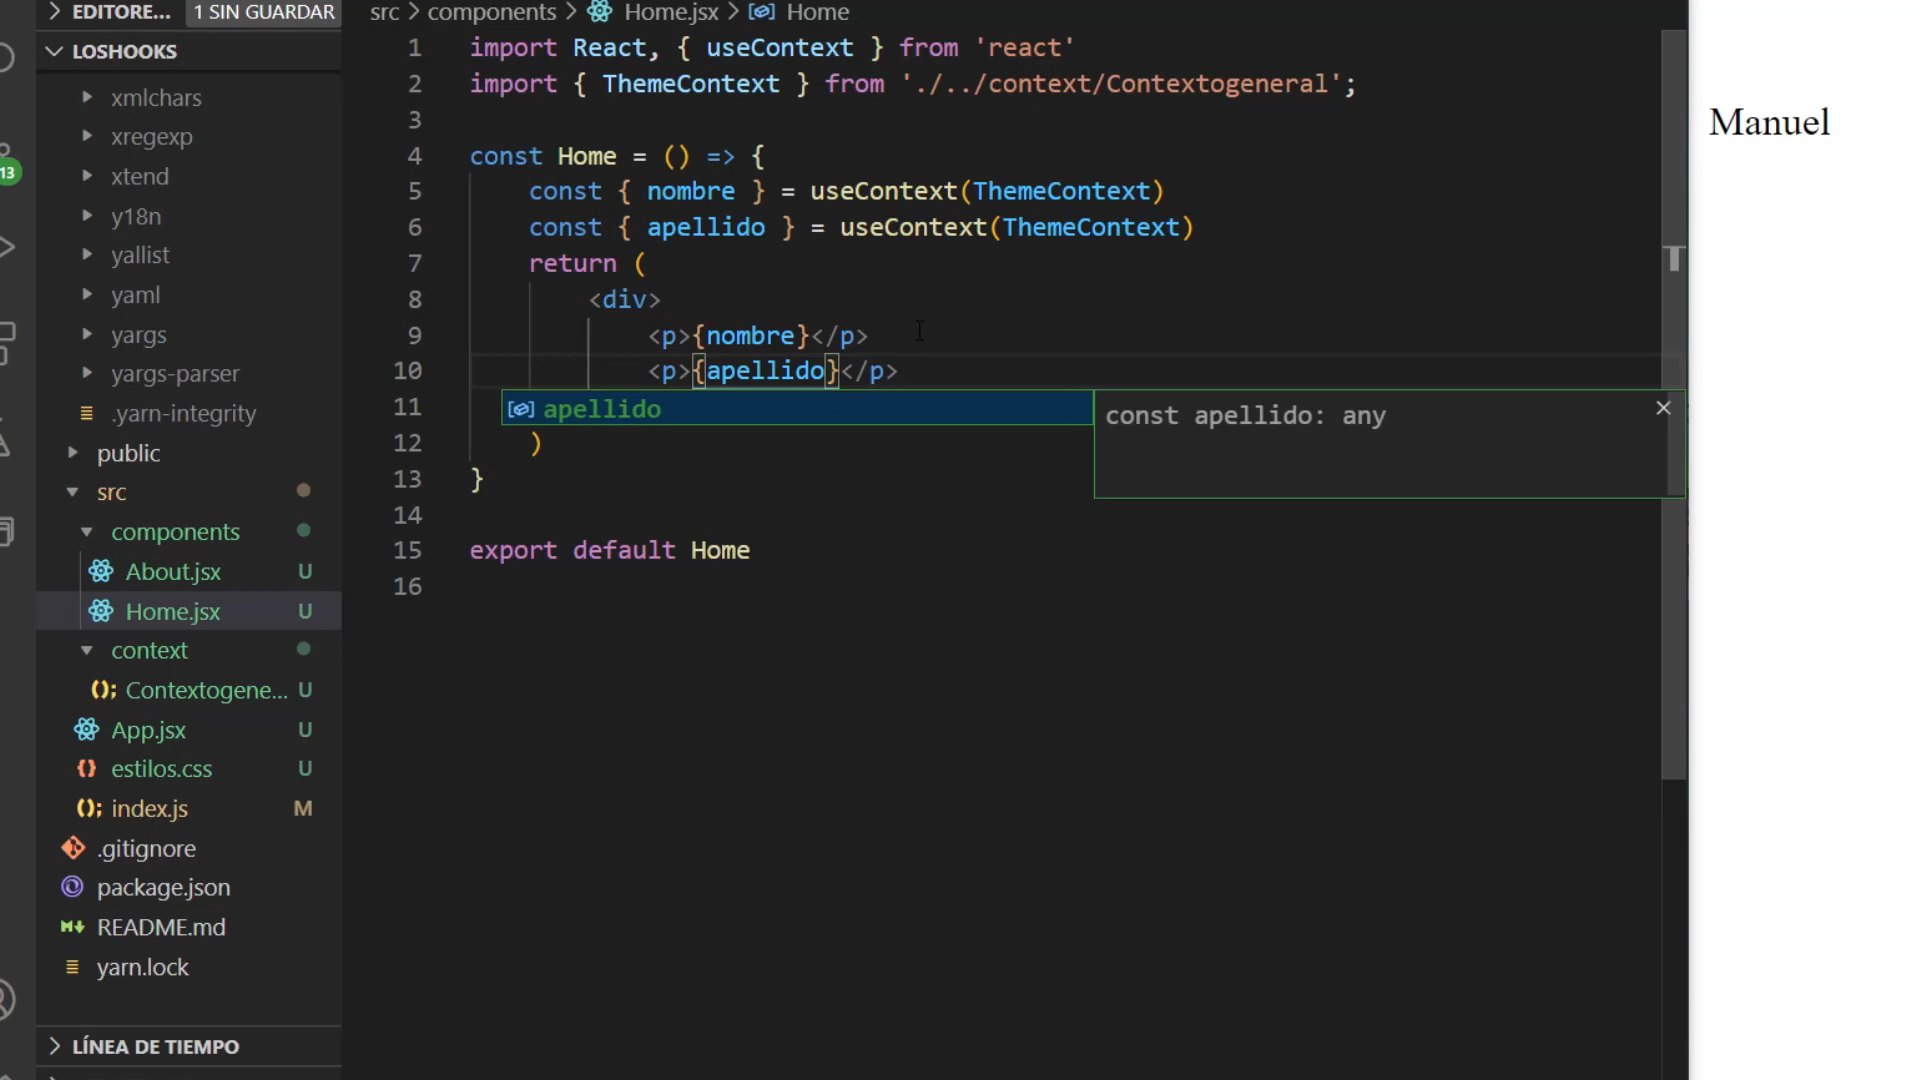 EDITORE... 1 SIN GUARDAR
LOSHOOKS
xmlchars
xregexp
xtend
y18n
yallist
yaml
yargs
yargs-parser
.yarn-integrity
public
src
components
About.jsx U
Home.jsx U
context
Contextogene... U
App.jsx U
estilos.css U
index.js M
.gitignore
package.json
README.md
yarn.lock
LÍNEA DE TIEMPO
13
src > components > Home.jsx > Home
1 import React, { useContext } from 'react'
2 import { ThemeContext } from './../context/Contextogeneral';
3
4 const Home = () => {
5 const { nombre } = useContext(ThemeContext)
6 const { apellido } = useContext(ThemeContext)
7 return (
8 <div>
9 <p>{nombre}</p>
10 <p>{apellido}</p>
11
12 )
13 }
14
15 export default Home
16
apellido
const apellido: any
Manuel